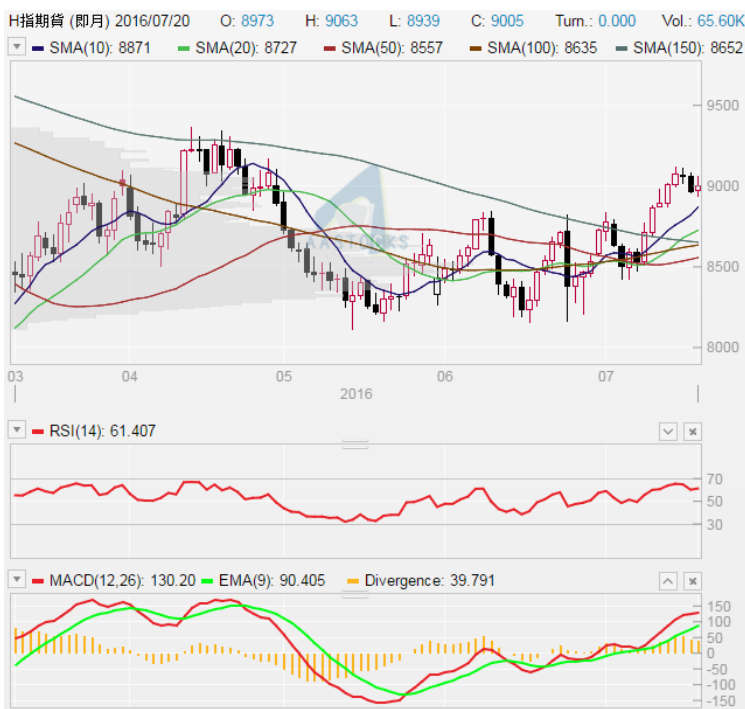 H指期貨 (即月) 2016/07/20 O: 8973 H: 9063 L: 8939 C: 9005 Turn.: 0.000 Vol.: 65.60K
SMA(10): 8871 SMA(20): 8727 SMA(50): 8557 SMA(100): 8635 SMA(150): 8652
9500
9000
AASTOCKS
8500
8000
03 04 05 06 07
2016
RSI(14): 61.407
70
50
30
MACD(12,26): 130.20 EMA(9): 90.405 Divergence: 39.791
150
100
50
0
-50
-100
-150